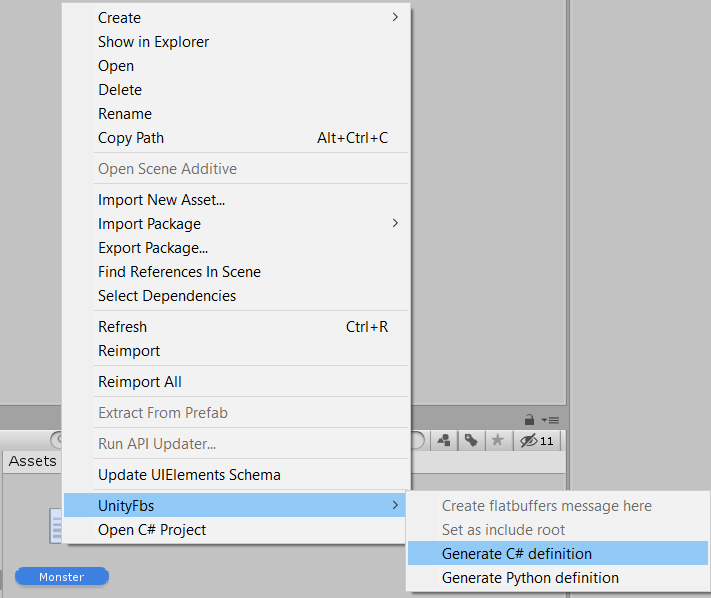 Create
Show in Explorer
Open
Delete
Rename
Copy Path Alt+Ctrl+C
Open Scene Additive
Import New Asset...
Import Package
Export Package...
Find References In Scene
Select Dependencies
Refresh Ctrl+R
Reimport
Reimport All
Extract From Prefab
Run API Updater...
11
Assets
Update UIElements Schema
UnityFbs
Create flatbuffers message here
Open C# Project
Set as include root
Generate C# definition
Generate Python definition
Monster